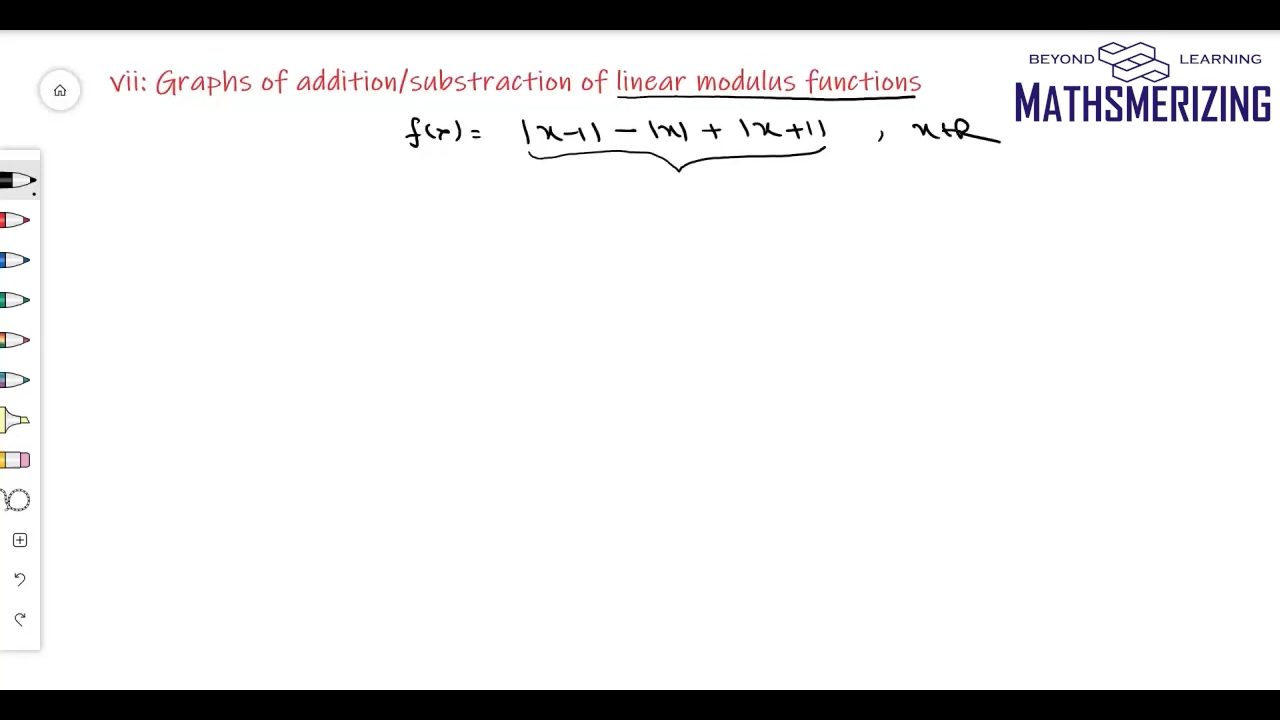 BEYOND LEARNING
vii: Graphs of addition/substraction of linear modulus functions
MATHSMERIZING
f(x) = |x-1| - |x| + |x+1| , x∈R